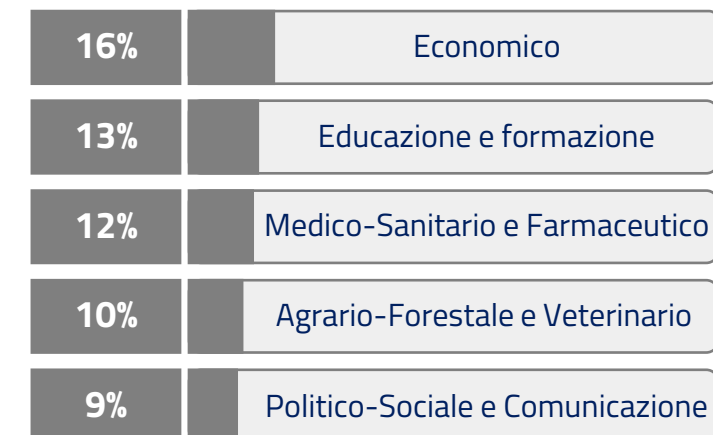 16% Economico
13% Educazione e formazione
12% Medico-Sanitario e Farmaceutico
10% Agrario-Forestale e Veterinario
9% Politico-Sociale e Comunicazione